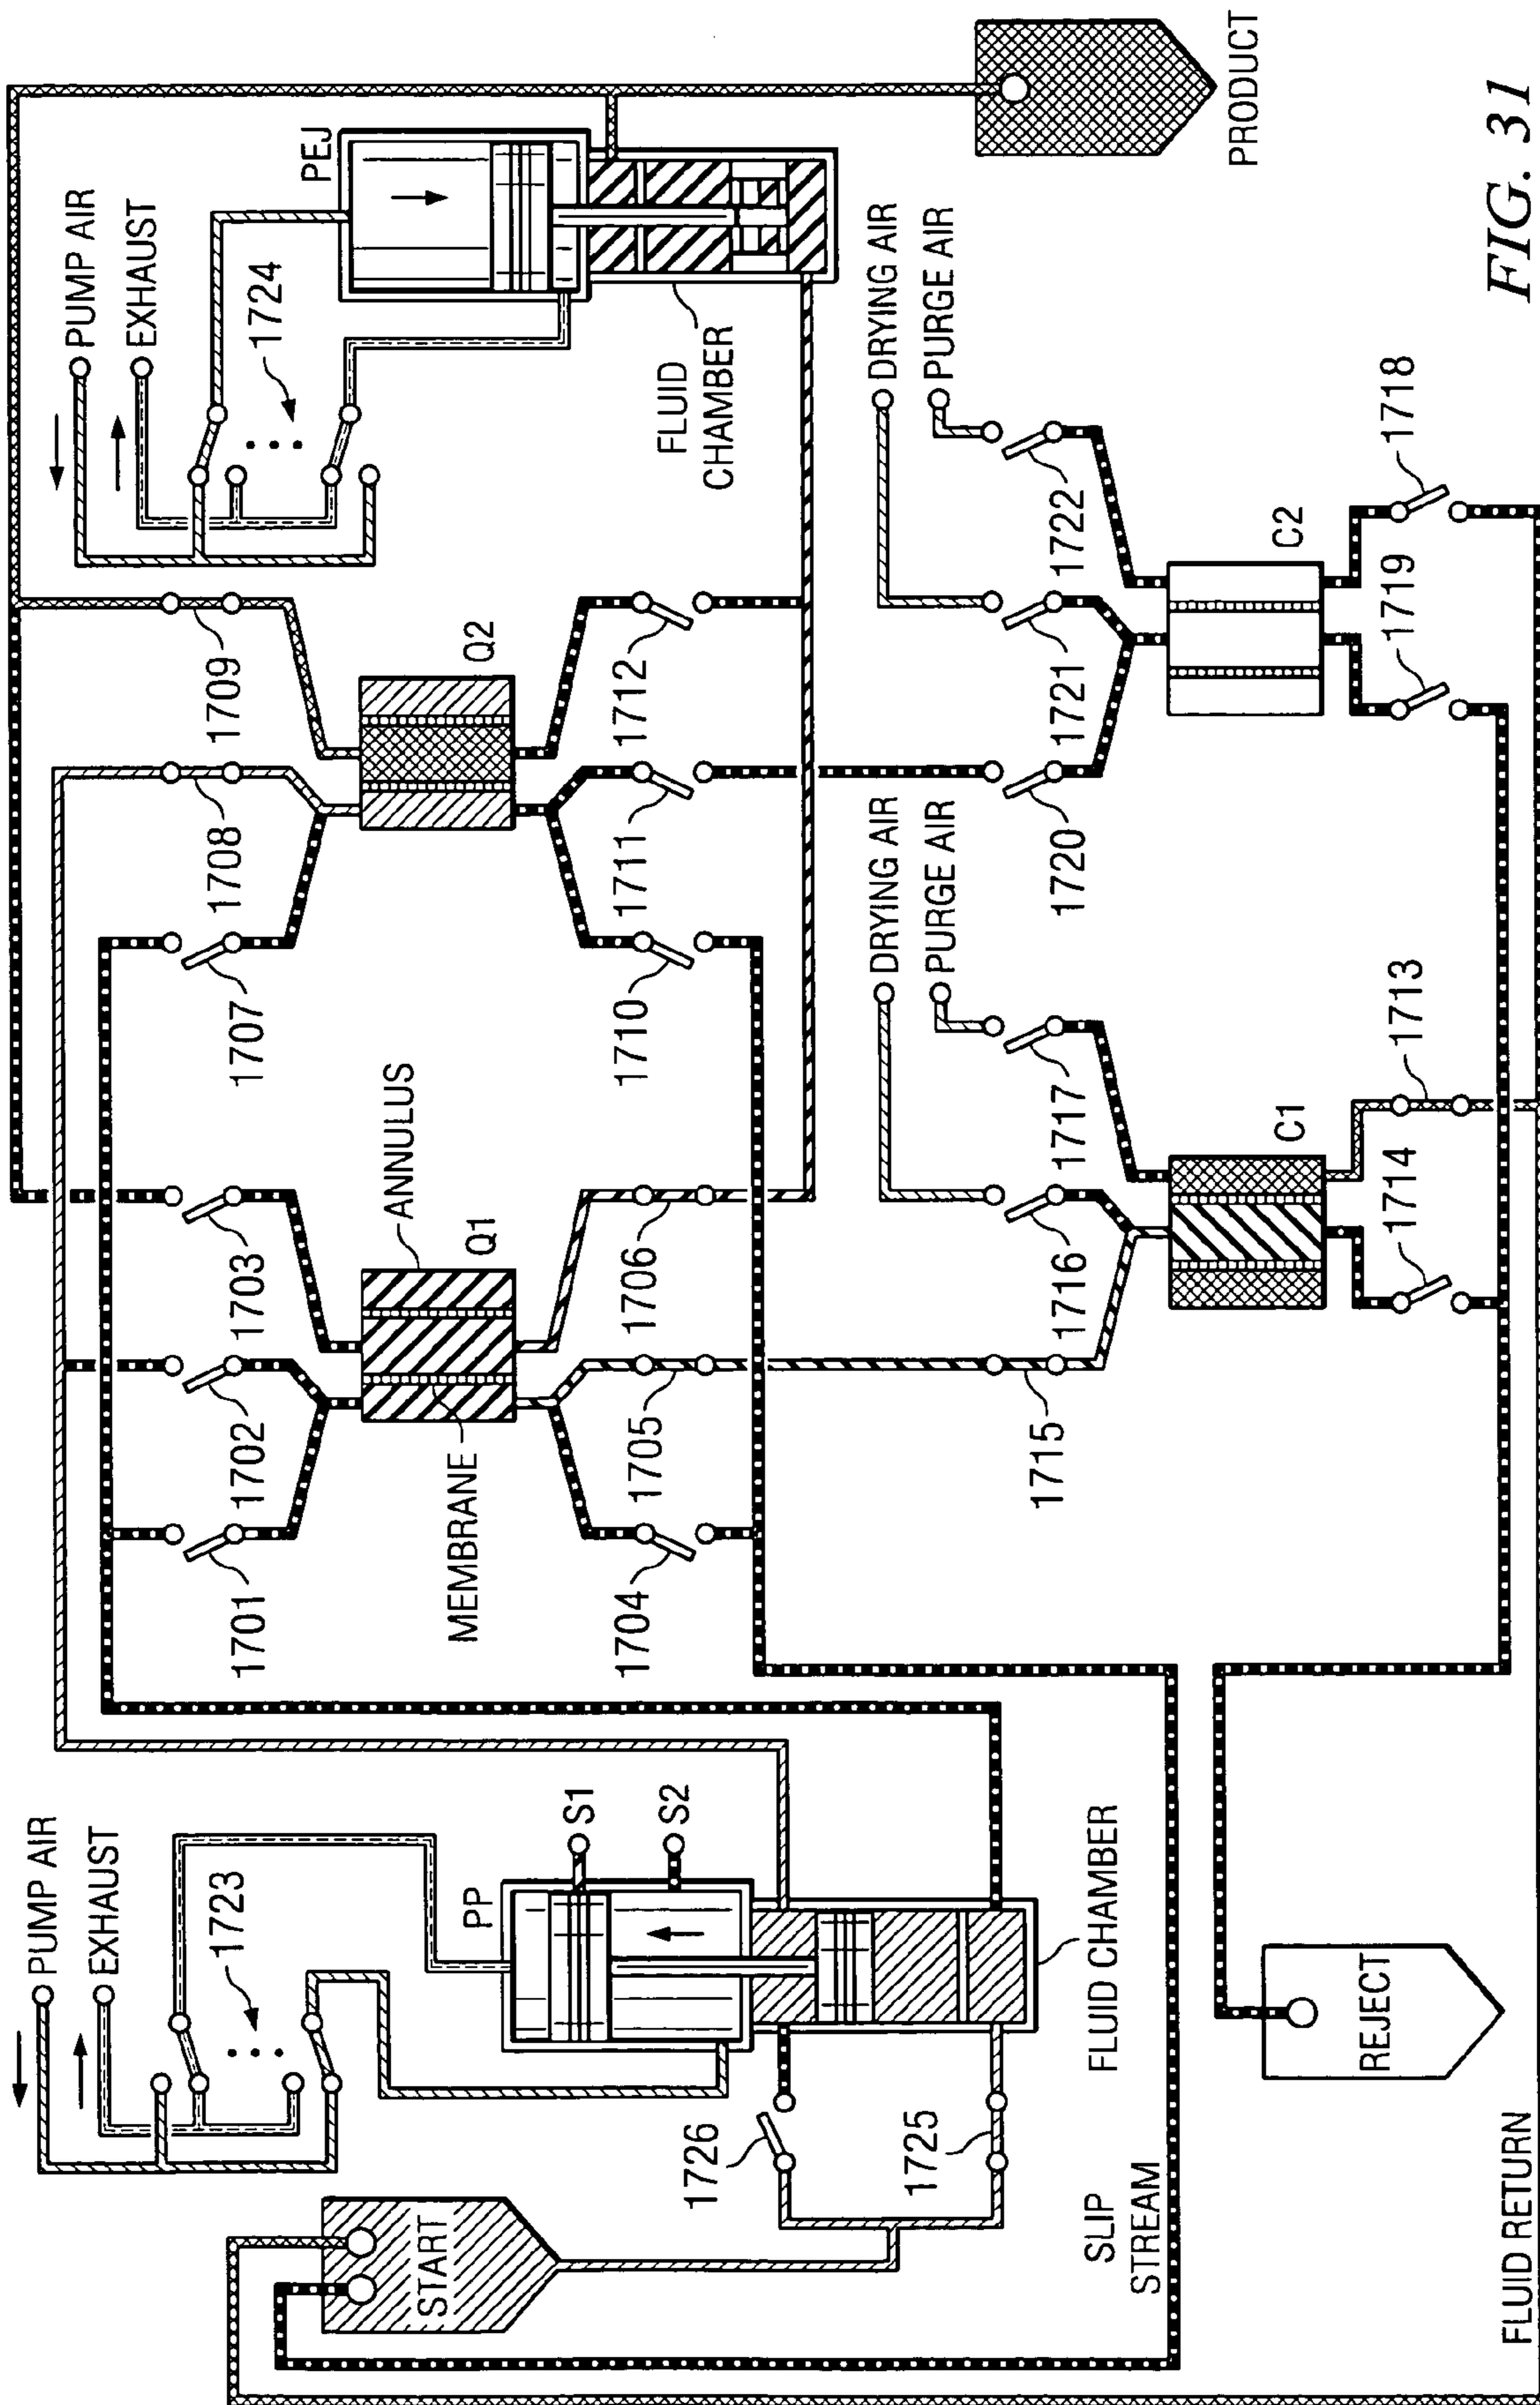 PUMP AIR
EXHAUST
1723
START
1726
1725
SLIP
STREAM
PP
S1
S2
FLUID CHAMBER
REJECT
FLUID RETURN
1701
1702
1703
MEMBRANE
ANNULUS
Q1
1704
1705
1706
1707
1708
1709
Q2
1710
1711
1712
PUMP AIR
EXHAUST
1724
PEJ
FLUID
CHAMBER
PRODUCT
DRYING AIR
PURGE AIR
1715
1716
1717
C1
1714
1713
DRYING AIR
PURGE AIR
1720
1721
1722
C2
1719
1718
FIG. 31